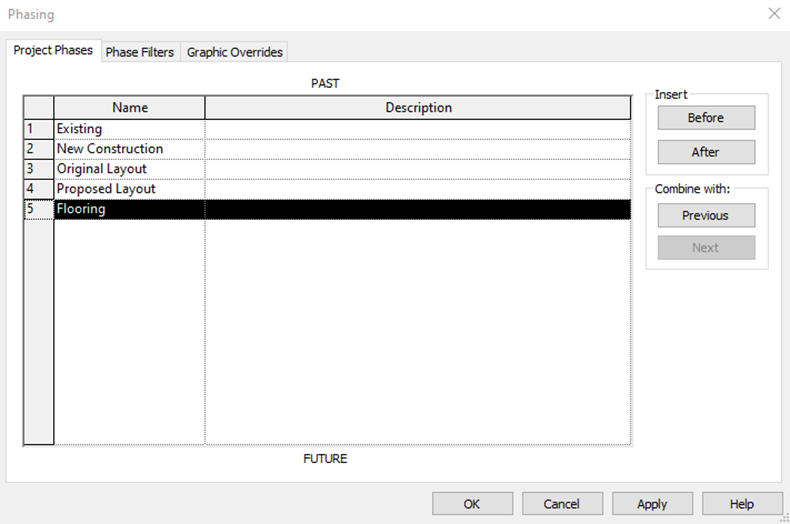 Phasing
Project Phases Phase Filters Graphic Overrides
PAST
Name Description
1 Existing
2 New Construction
3 Original Layout
4 Proposed Layout
5 Flooring
FUTURE
Insert
Before
After
Combine with:
Previous
Next
OK Cancel Apply Help